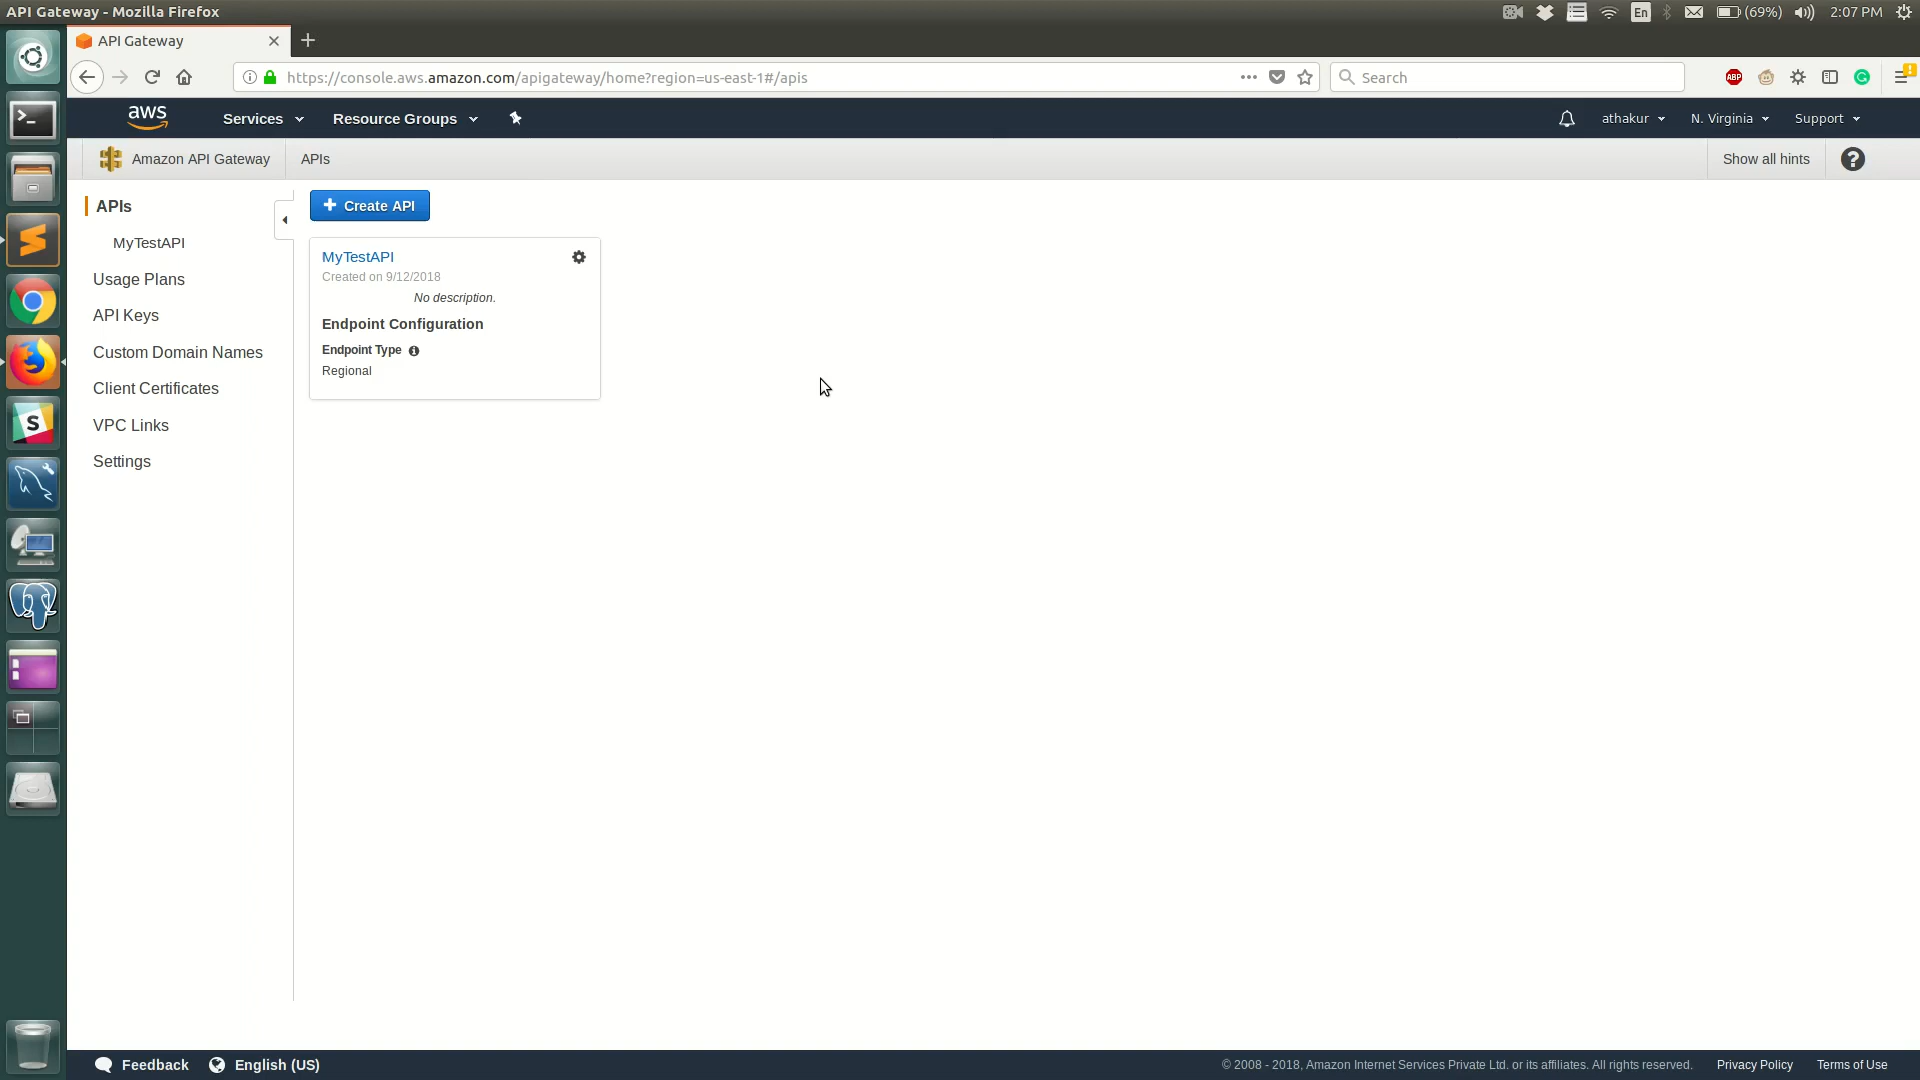 API Gateway - Mozilla Firefox
En
(69%)
2:07 PM
API Gateway
https://console.aws.amazon.com/apigateway/home?region=us-east-1#/apis
Search
ABP
aws
Services
Resource Groups
athakur
N. Virginia
Support
Amazon API Gateway
APIs
Show all hints
?
APIs
MyTestAPI
Usage Plans
API Keys
Custom Domain Names
Client Certificates
VPC Links
Settings
+ Create API
MyTestAPI
Created on 9/12/2018
No description.
Endpoint Configuration
Endpoint Type
Regional
S
Feedback
English (US)
© 2008 - 2018, Amazon Internet Services Private Ltd. or its affiliates. All rights reserved.
Privacy Policy
Terms of Use